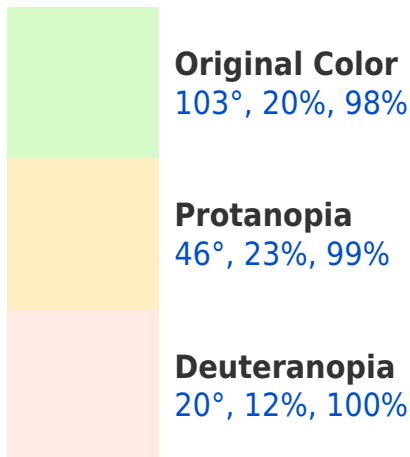 Original Color
103°, 20%, 98%
Protanopia
46°, 23%, 99%
Deuteranopia
20°, 12%, 100%